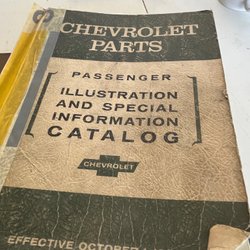 CHEVROLET
PARTS
PASSENGER
ILLUSTRATION
AND SPECIAL
INFORMATION
CATALOG
CHEVROLET
EFFECTIVE OCTOBER